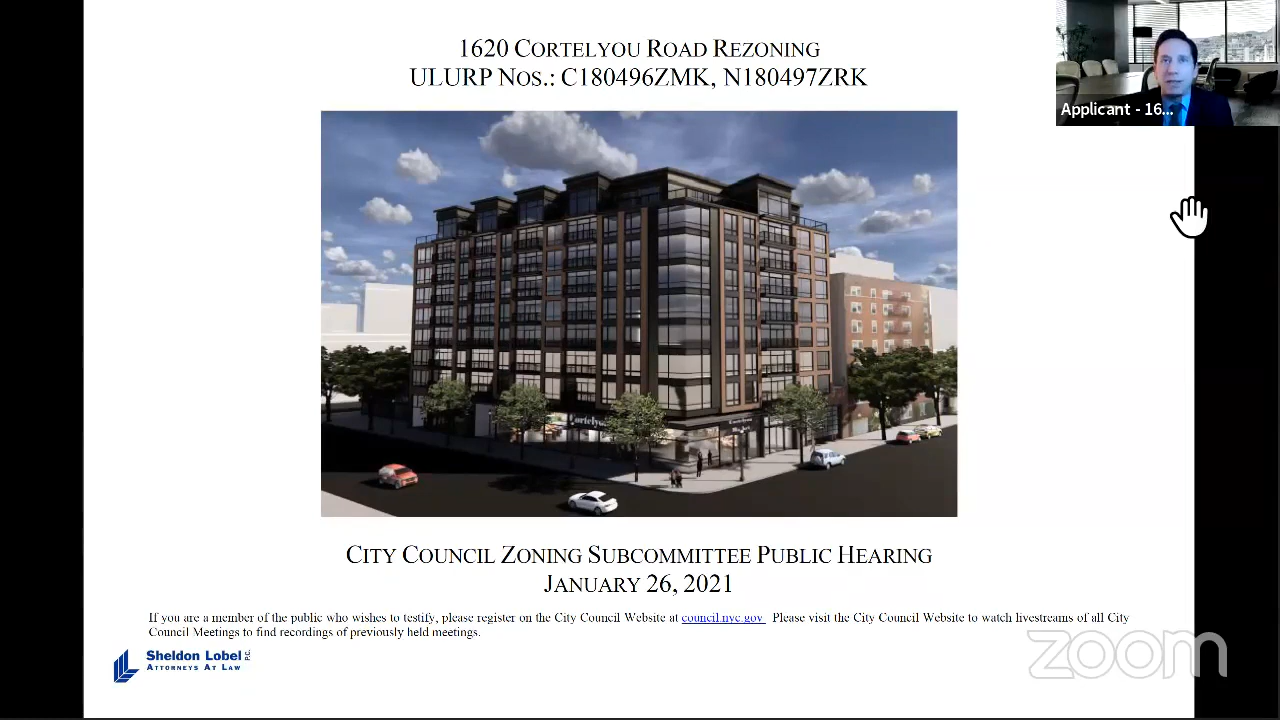 1620 CORTELYOU ROAD REZONING
ULURP NOS.: C180496ZMK, N180497ZRK
Applicant - 16...
CITY COUNCIL ZONING SUBCOMMITTEE PUBLIC HEARING
JANUARY 26, 2021
If you are a member of the public who wishes to testify, please register on the City Council Website at council.nyc.gov  Please visit the City Council Website to watch livestreams of all City
Council Meetings to find recordings of previously held meetings.
Sheldon Lobel P.C.
ATTORNEYS AT LAW
zoom